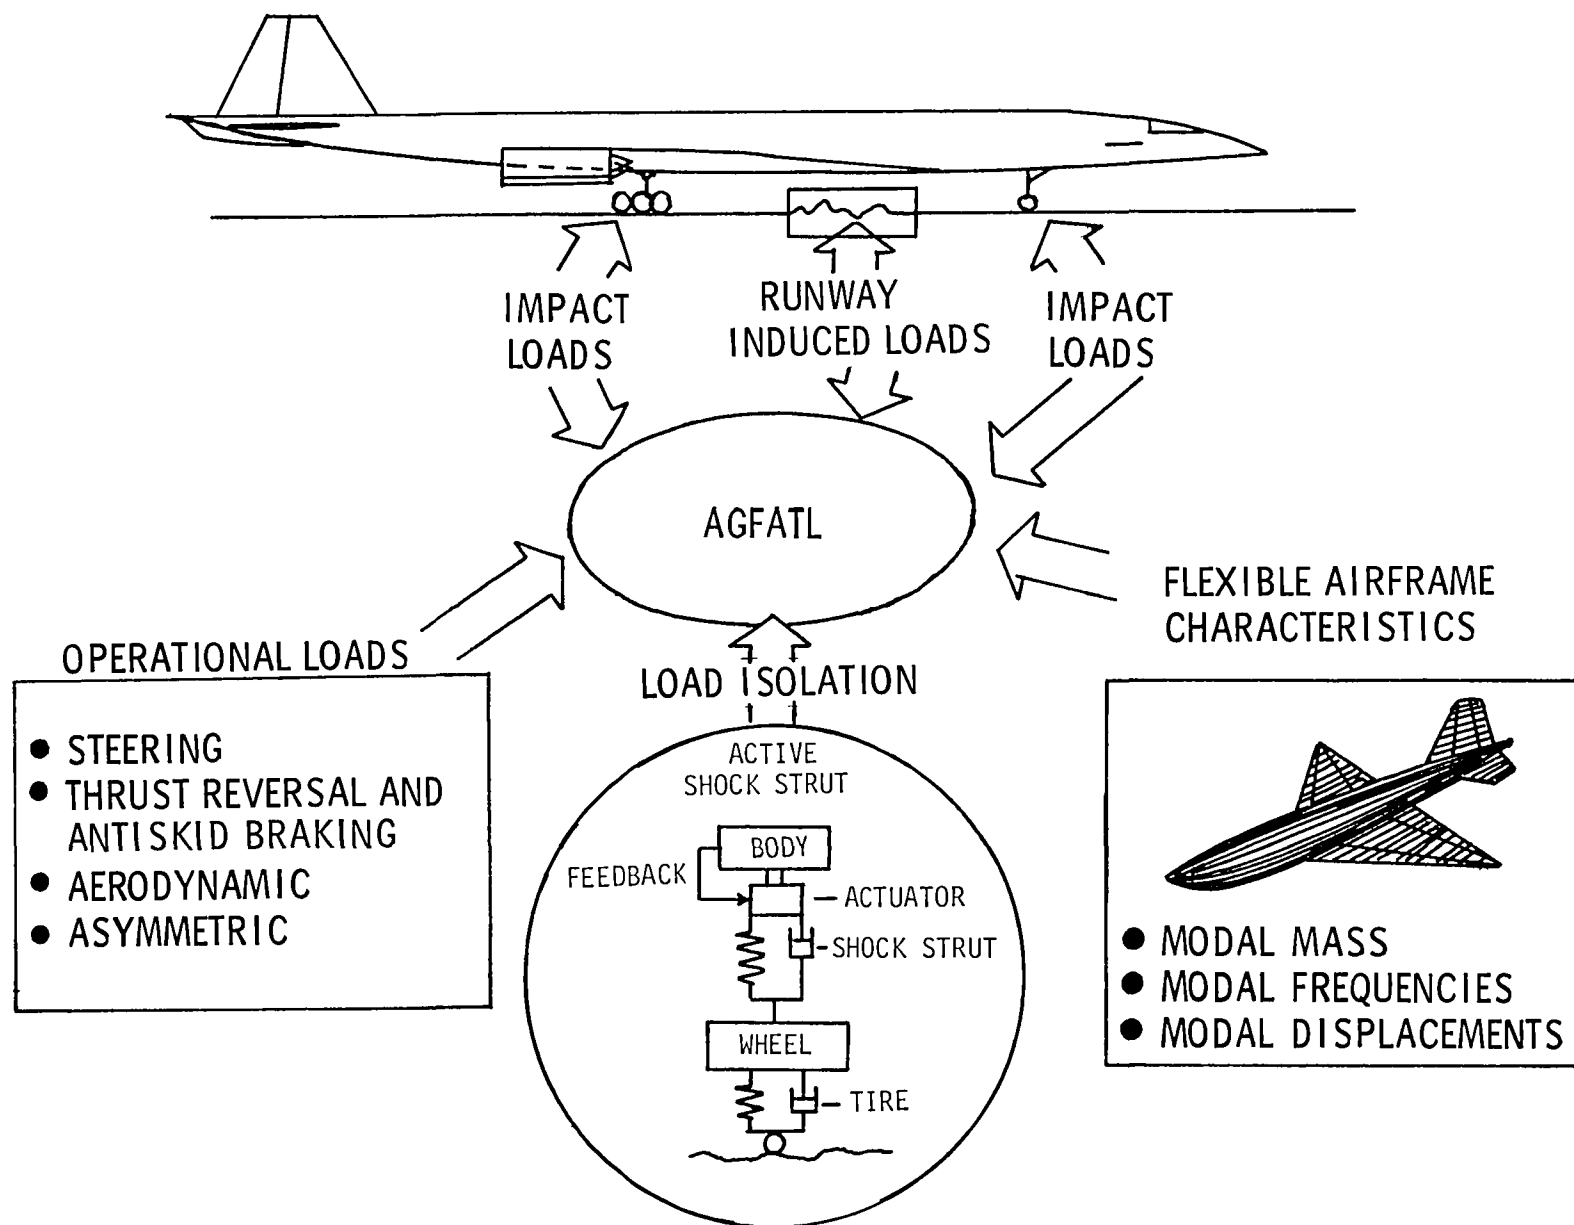 IMPACT
LOADS
RUNWAY
INDUCED LOADS
IMPACT
LOADS
AGFATL
FLEXIBLE AIRFRAME
CHARACTERISTICS
OPERATIONAL LOADS
LOAD ISOLATION
● STEERING
● THRUST REVERSAL AND
ANTISKID BRAKING
● AERODYNAMIC
● ASYMMETRIC
ACTIVE
SHOCK STRUT
BODY
FEEDBACK
ACTUATOR
SHOCK STRUT
WHEEL
TIRE
● MODAL MASS
● MODAL FREQUENCIES
● MODAL DISPLACEMENTS